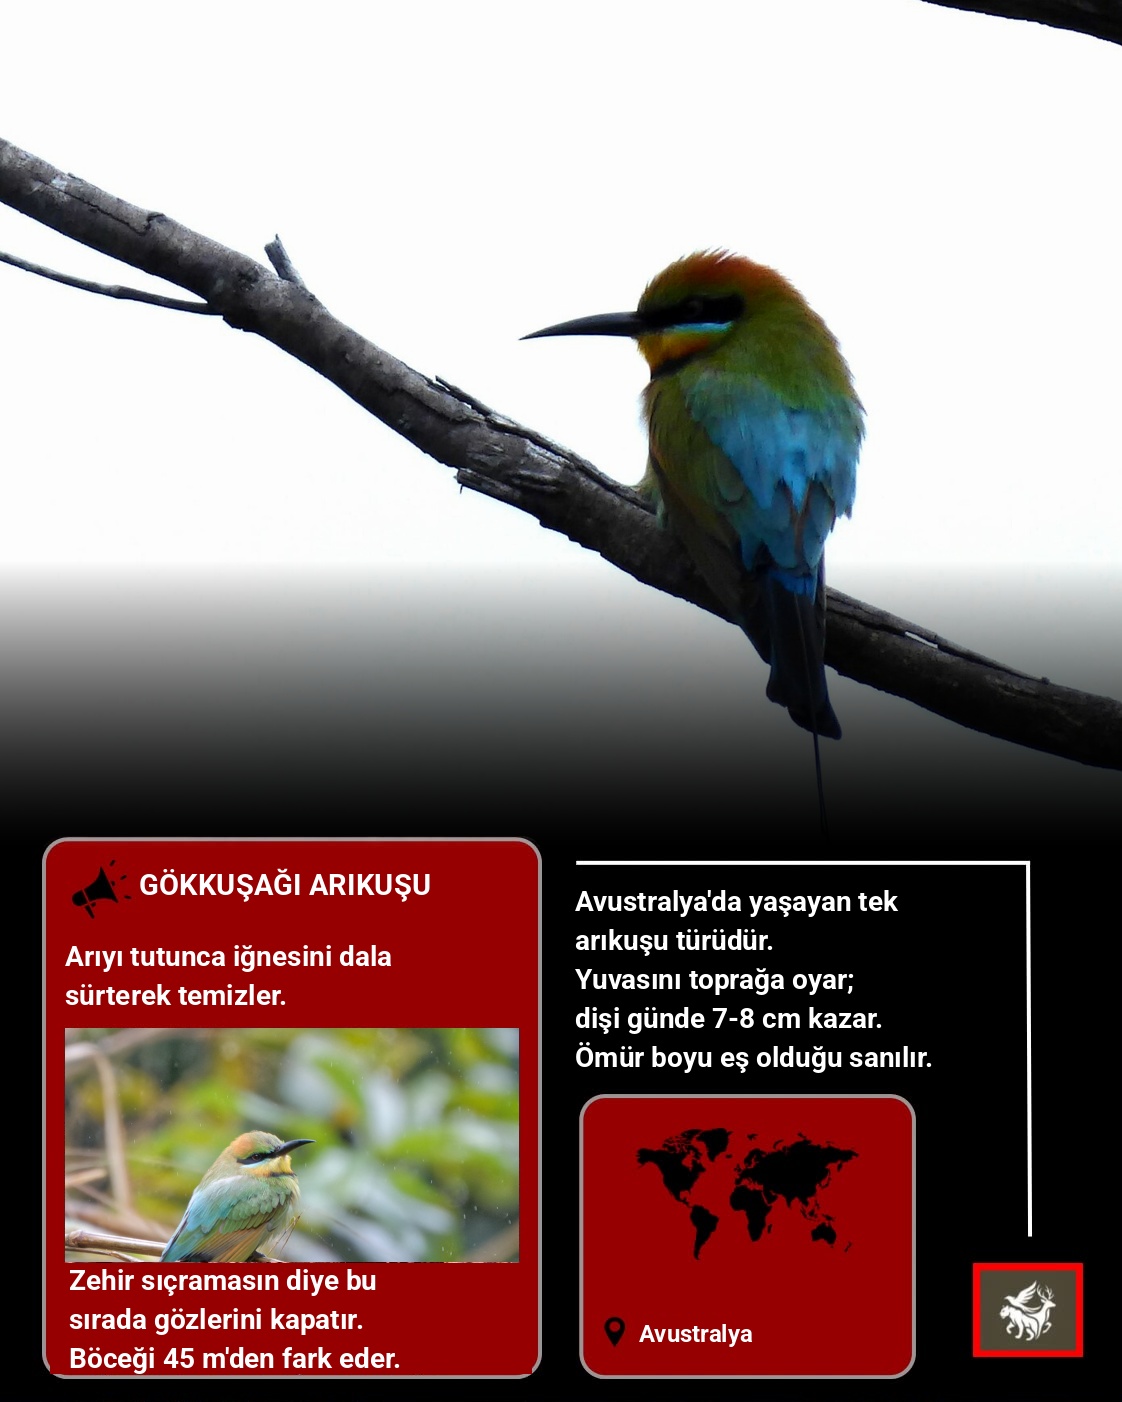 GÖKKUŞAĞI ARIKUŞU
Arıyı tutunca iğnesini dala
sürterek temizler.
Zehir sıçramasın diye bu
sırada gözlerini kapatır.
Böceği 45 m'den fark eder.
Avustralya'da yaşayan tek
arıkuşu türüdür.
Yuvasını toprağa oyar;
dişi günde 7-8 cm kazar.
Ömür boyu eş olduğu sanılır.
Avustralya